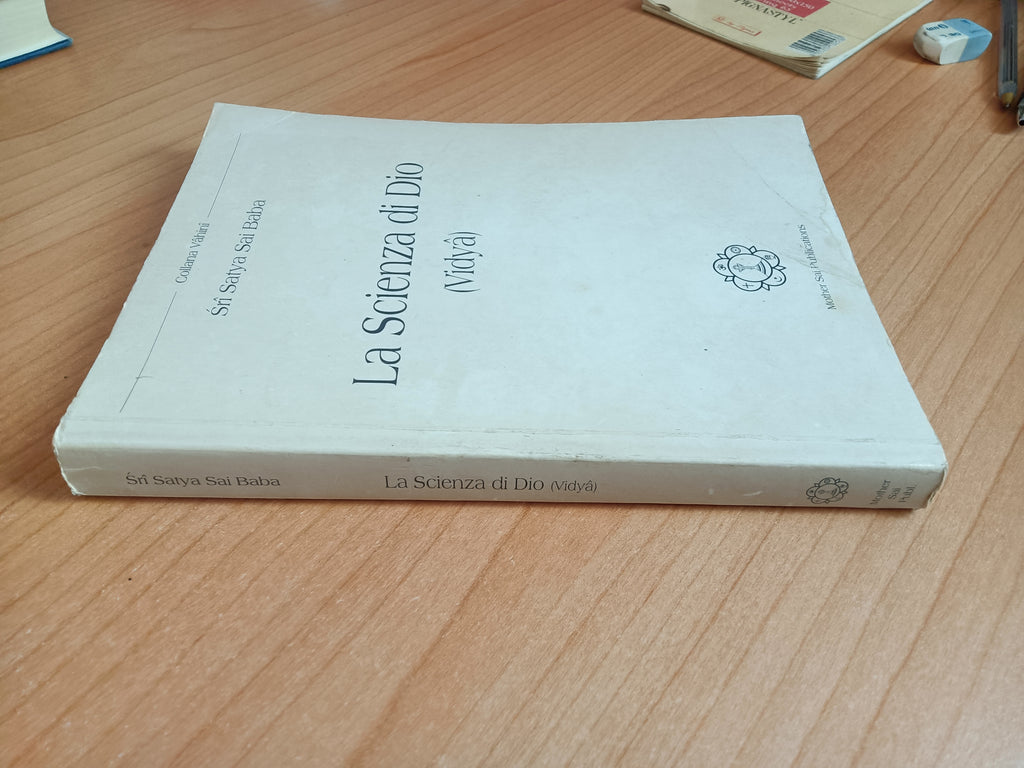 Collana Vâhinî
Śrî Satya Sai Baba
La Scienza di Dio
(Vidyâ)
Mother Sai Publications
Śrî Satya Sai Baba
La Scienza di Dio (Vidyâ)
Mother
Sai
Publ.